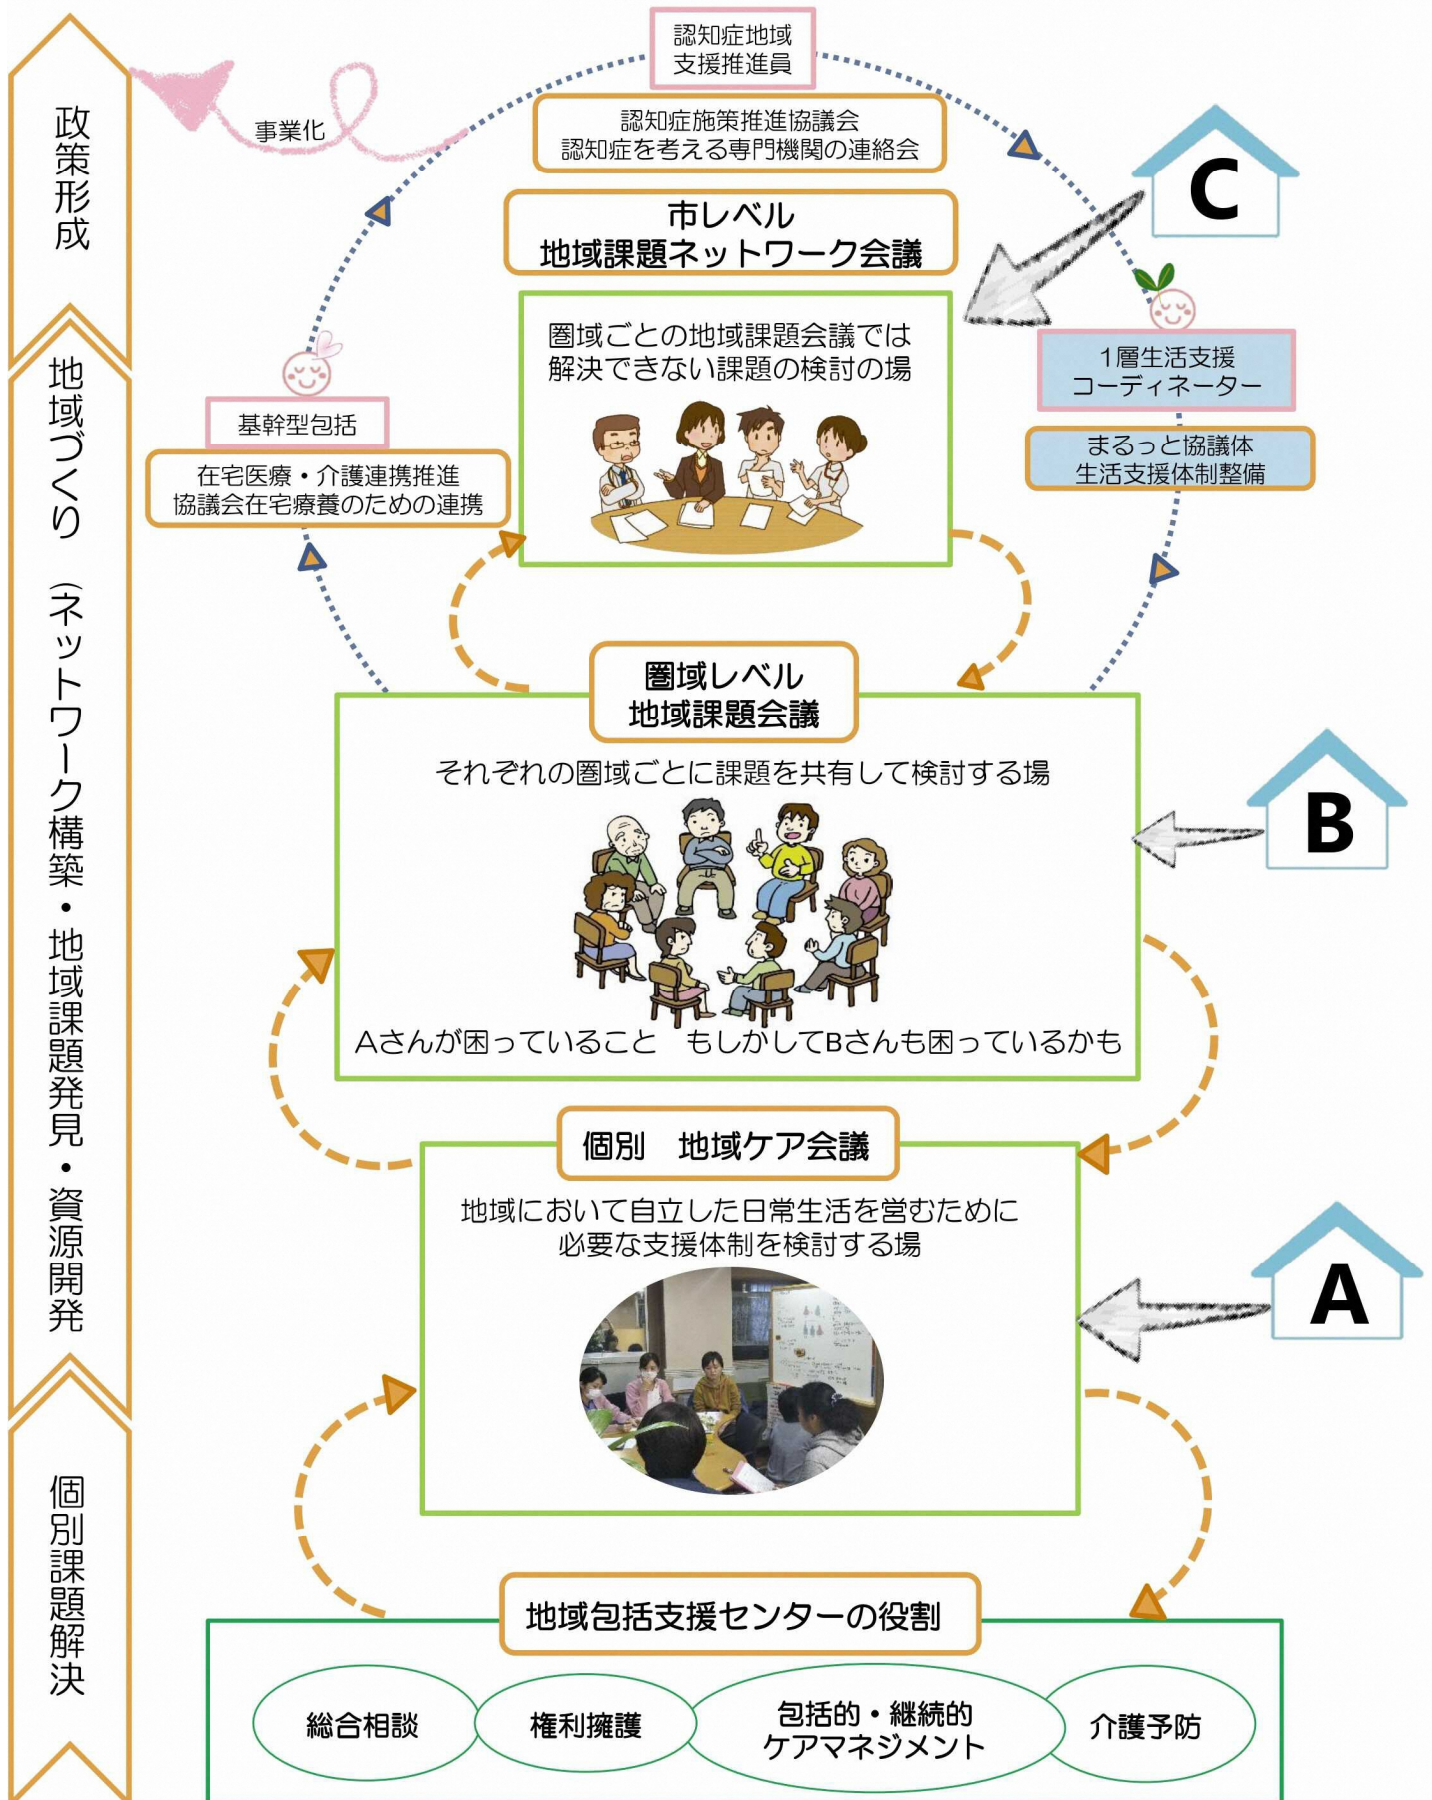 認知症地域
支援推進員
事業化
認知症施策推進協議会
認知症を考える専門機関の連絡会
市レベル
地域課題ネットワーク会議
C
圏域ごとの地域課題会議では
解決できない課題の検討の場
1層生活支援
コーディネーター
まるっと協議体
生活支援体制整備
基幹型包括
在宅医療・介護連携推進
協議会在宅療養のための連携
圏域レベル
地域課題会議
それぞれの圏域ごとに課題を共有して検討する場
B
Aさんが困っていること　もしかしてBさんも困っているかも
個別　地域ケア会議
地域において自立した日常生活を営むために
必要な支援体制を検討する場
A
地域包括支援センターの役割
総合相談
権利擁護
包括的・継続的
ケアマネジメント
介護予防
政策形成
地域づくり（ネットワーク構築・地域課題発見・資源開発
個別課題解決